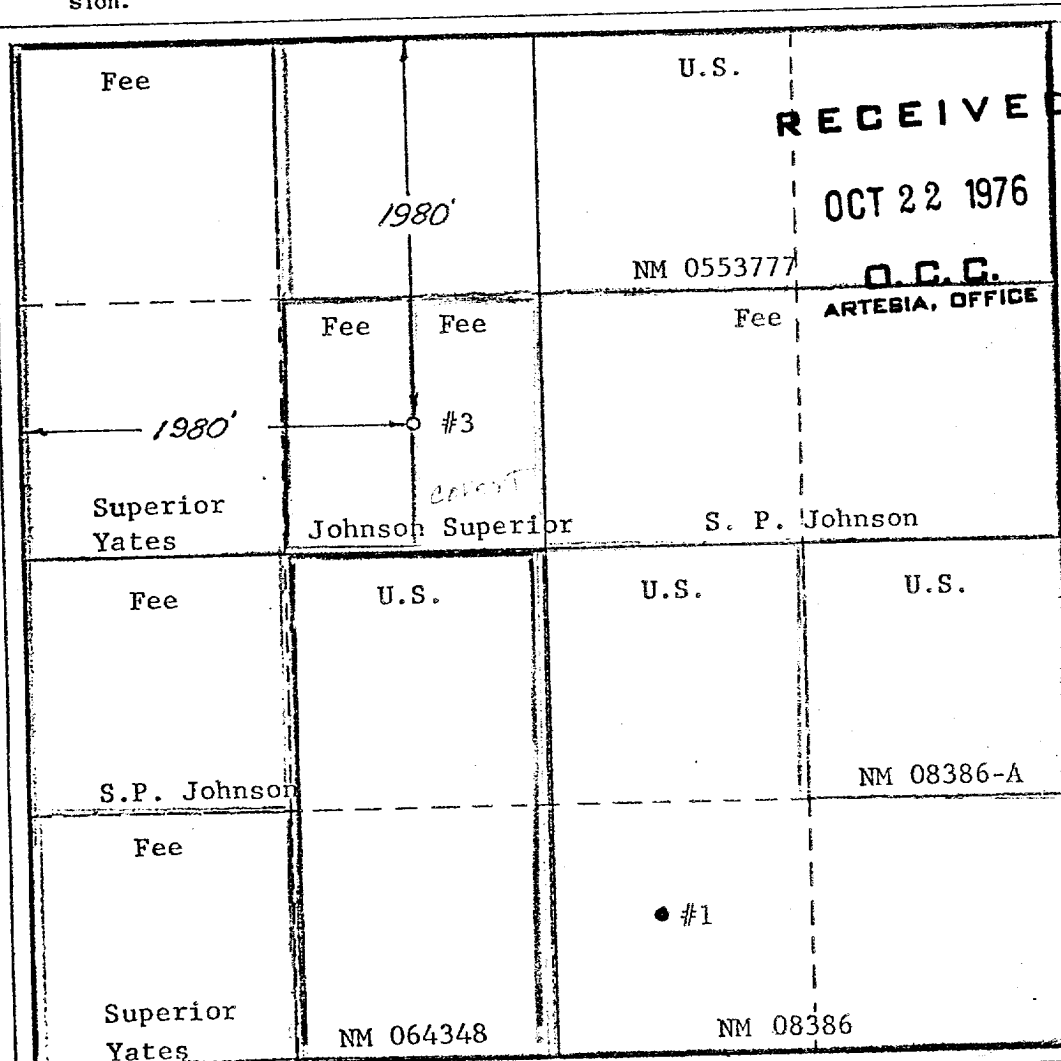 sion.
Fee
U.S.
RECEIVED
OCT 22 1976
O.C.C.
ARTESIA, OFFICE
1980'
NM 0553777
Fee
Fee
Fee
1980'
#3
Superior
Yates
Johnson Superior
S. P. Johnson
Fee
U.S.
U.S.
U.S.
S.P. Johnson
NM 08386-A
Fee
#1
Superior
Yates
NM 064348
NM 08386